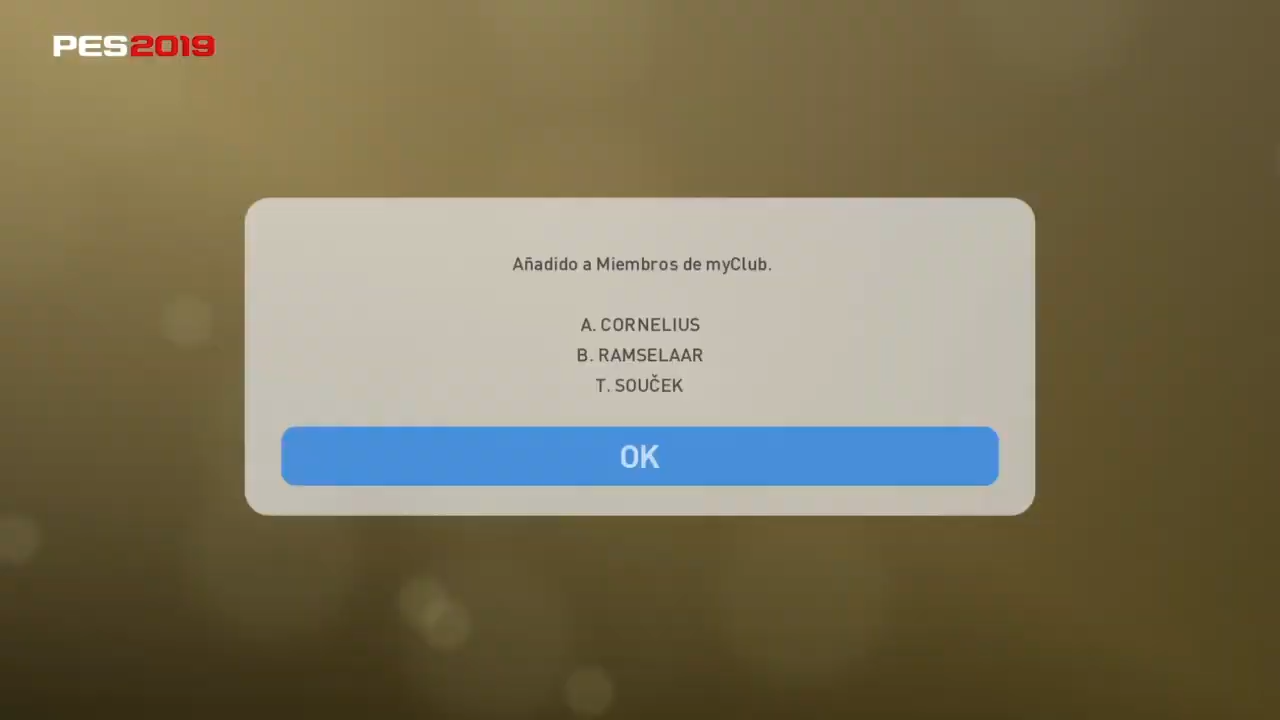 PES2019
Añadido a Miembros de myClub.
A. CORNELIUS
B. RAMSELAAR
T. SOUČEK
OK